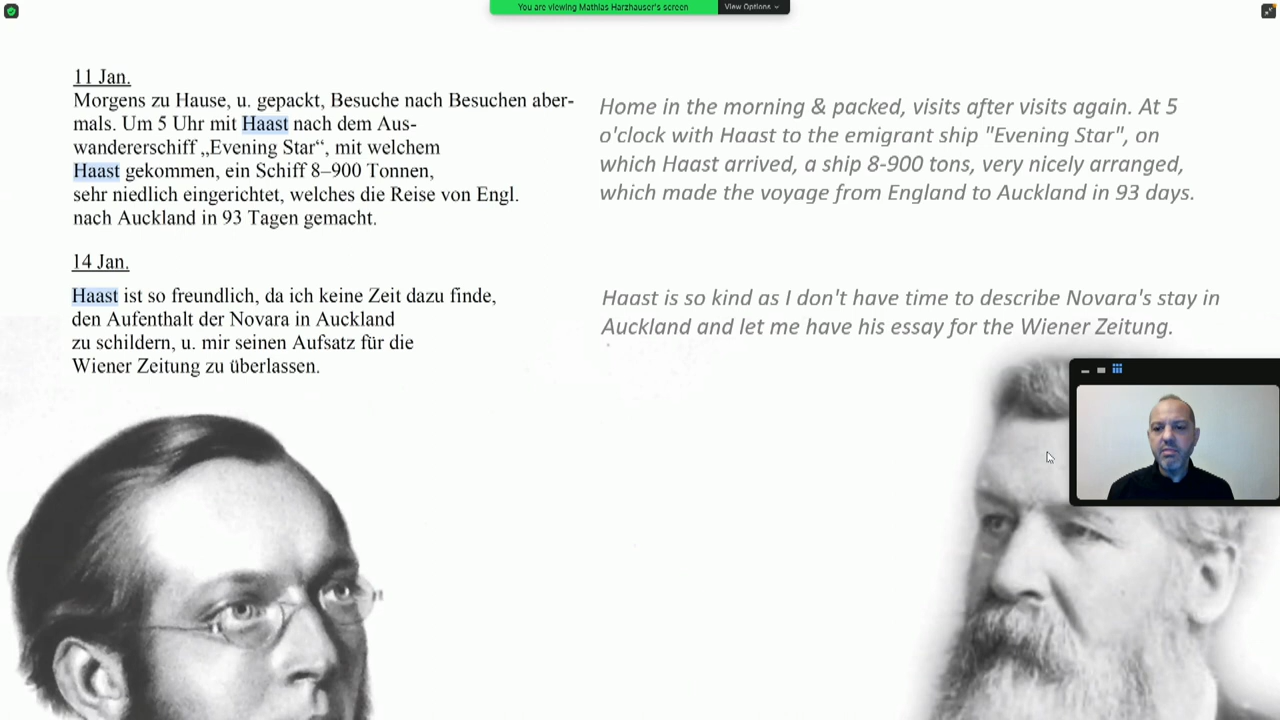 You are viewing Mathias Harzhauser's screen
View Options
11 Jan.
Morgens zu Hause, u. gepackt, Besuche nach Besuchen aber-
mals. Um 5 Uhr mit Haast nach dem Aus-
wandererschiff „Evening Star“, mit welchem
Haast gekommen, ein Schiff 8–900 Tonnen,
sehr niedlich eingerichtet, welches die Reise von Engl.
nach Auckland in 93 Tagen gemacht.
Home in the morning & packed, visits after visits again. At 5
o'clock with Haast to the emigrant ship "Evening Star", on
which Haast arrived, a ship 8-900 tons, very nicely arranged,
which made the voyage from England to Auckland in 93 days.
14 Jan.
Haast ist so freundlich, da ich keine Zeit dazu finde,
den Aufenthalt der Novara in Auckland
zu schildern, u. mir seinen Aufsatz für die
Wiener Zeitung zu überlassen.
Haast is so kind as I don't have time to describe Novara's stay in
Auckland and let me have his essay for the Wiener Zeitung.